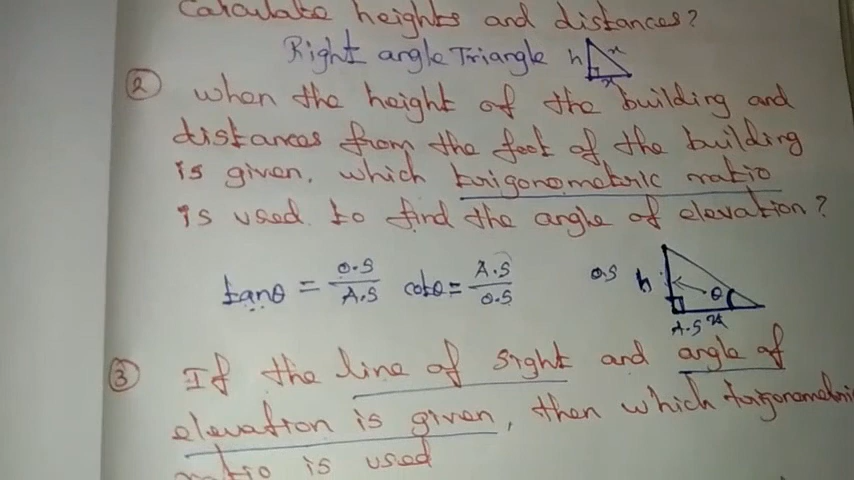 Calculate heights and distances?
Right angle Triangle h x x
② when the height of the building and
distances from the foot of the building
is given. which trigonometric ratio
is used to find the angle of elevation?
tanθ = O.S/A.S cotθ = A.S/O.S O.S h θ
A.S x
③ If the line of sight and angle of
elevation is given, then which trigonometric
ratio is used